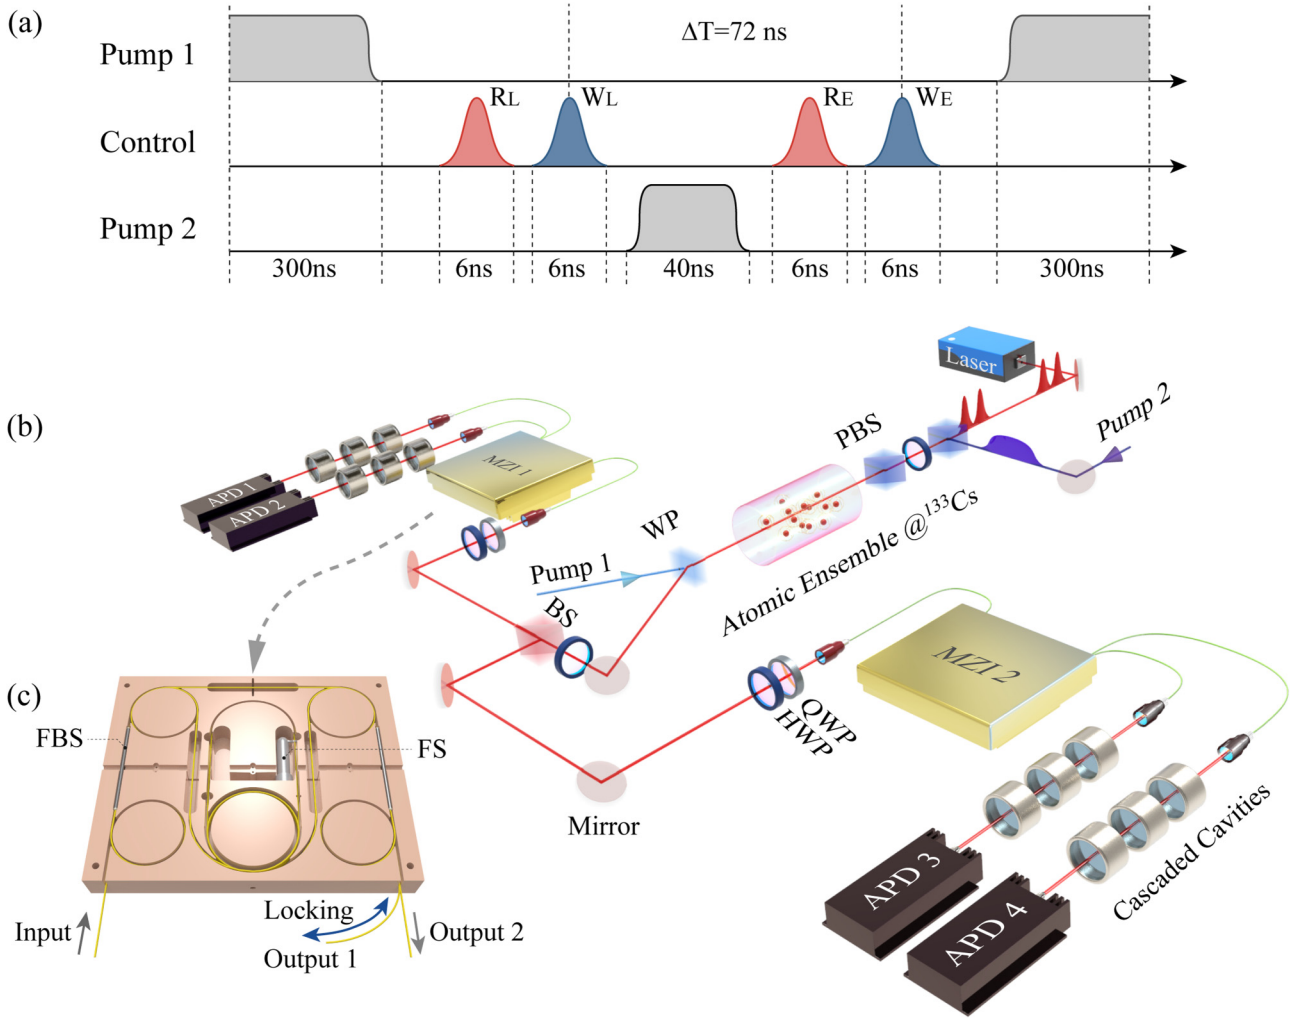 (a)
Pump 1
ΔT=72 ns
Control
RL
WL
RE
WE
Pump 2
300ns
6ns
6ns
40ns
6ns
6ns
300ns
(b)
Laser
Pump 2
PBS
MZI 1
APD 1
APD 2
WP
Pump 1
Atomic Ensemble @¹³³Cs
BS
MZI 2
QWP
HWP
(c)
FBS
FS
Mirror
Cascaded Cavities
APD 3
APD 4
Locking
Input
Output 1
Output 2